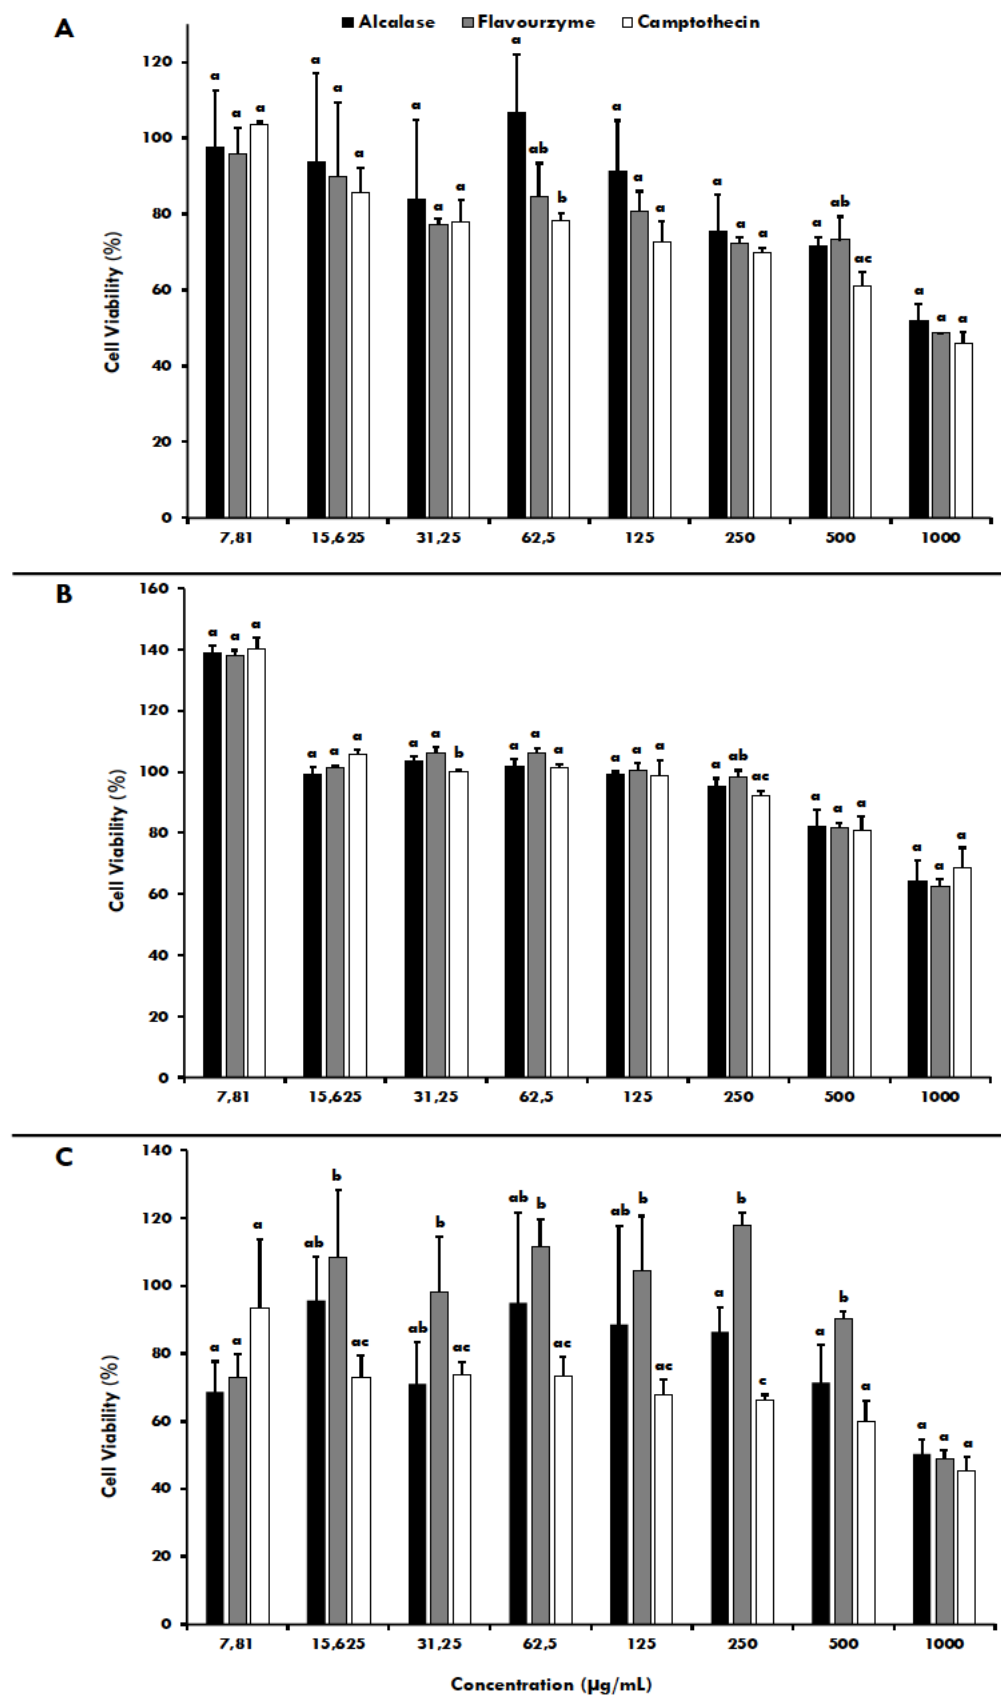 A
Alcalase Flavourzyme Camptothecin
Cell Viability (%)
120
100
80
60
40
20
0
a a a
a a a
a a a
a ab b
a a a
a a a
a ab ac
a a a
7,81 15,625 31,25 62,5 125 250 500 1000
B
Cell Viability (%)
160
140
120
100
80
60
40
20
0
a a a
a a a
a a b
a a a
a a a
a ab ac
a a a
a a a
7,81 15,625 31,25 62,5 125 250 500 1000
C
Cell Viability (%)
140
120
100
80
60
40
20
0
a a a
ab b ac
ab b ac
ab b ac
ab b ac
a b c
a b a
a a a
7,81 15,625 31,25 62,5 125 250 500 1000
Concentration (µg/mL)